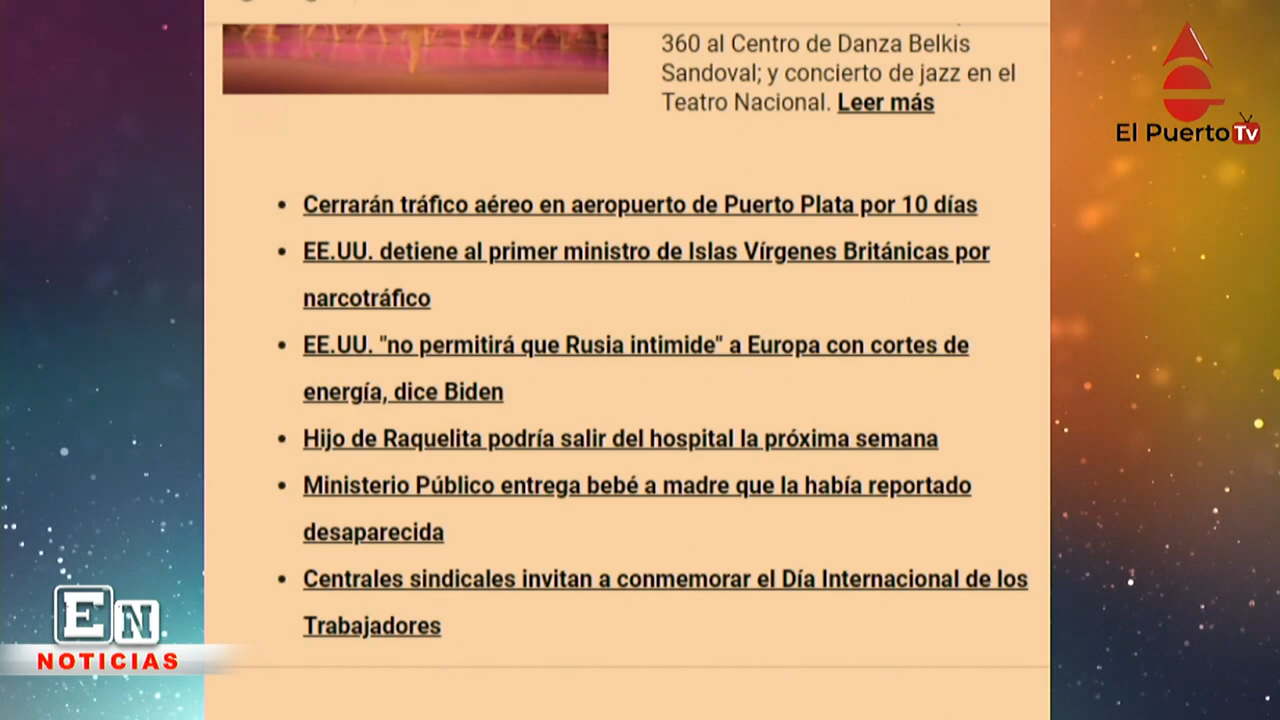 360 al Centro de Danza Belkis
Sandoval; y concierto de jazz en el
Teatro Nacional. Leer más
El Puerto Tv
• Cerrarán tráfico aéreo en aeropuerto de Puerto Plata por 10 días
• EE.UU. detiene al primer ministro de Islas Vírgenes Británicas por
narcotráfico
• EE.UU. "no permitirá que Rusia intimide" a Europa con cortes de
energía, dice Biden
• Hijo de Raquelita podría salir del hospital la próxima semana
• Ministerio Público entrega bebé a madre que la había reportado
desaparecida
• Centrales sindicales invitan a conmemorar el Día Internacional de los
Trabajadores
EN
NOTICIAS